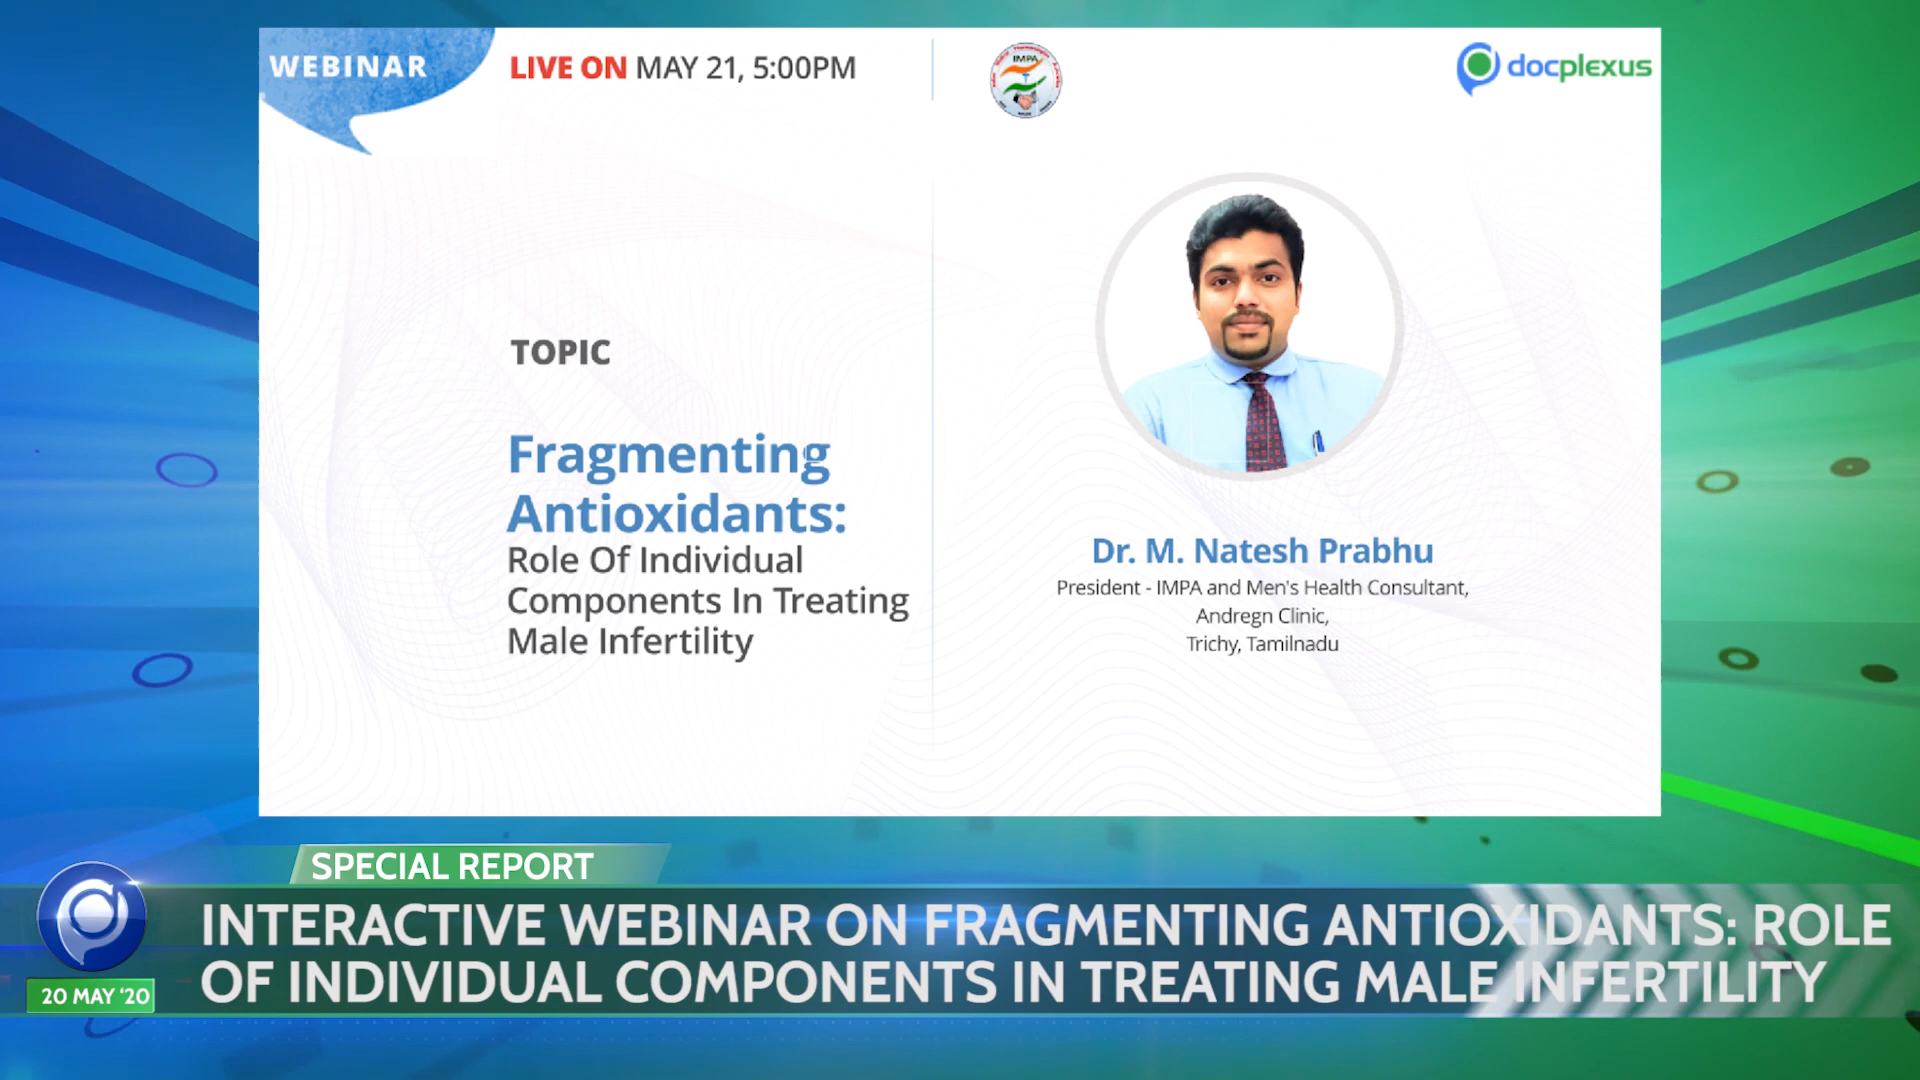 WEBINAR
LIVE ON MAY 21, 5:00PM
IMPA
docplexus
TOPIC
Fragmenting
Antioxidants:
Role Of Individual
Components In Treating
Male Infertility
Dr. M. Natesh Prabhu
President - IMPA and Men's Health Consultant,
Andregn Clinic,
Trichy, Tamilnadu
SPECIAL REPORT
INTERACTIVE WEBINAR ON FRAGMENTING ANTIOXIDANTS: ROLE
OF INDIVIDUAL COMPONENTS IN TREATING MALE INFERTILITY
20 MAY '20